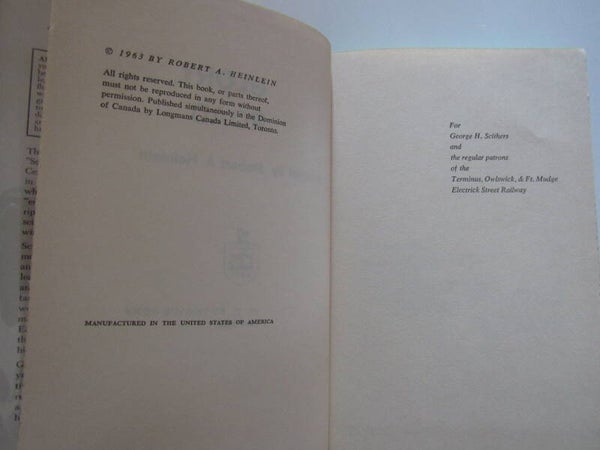 © 1963 BY ROBERT A. HEINLEIN
All rights reserved. This book, or parts thereof,
must not be reproduced in any form without
permission. Published simultaneously in the Dominion
of Canada by Longmans Canada Limited, Toronto.
MANUFACTURED IN THE UNITED STATES OF AMERICA
For
George H. Scithers
and
the regular patrons
of the
Terminus, Owlswick, & Ft. Mudge
Electrick Street Railway